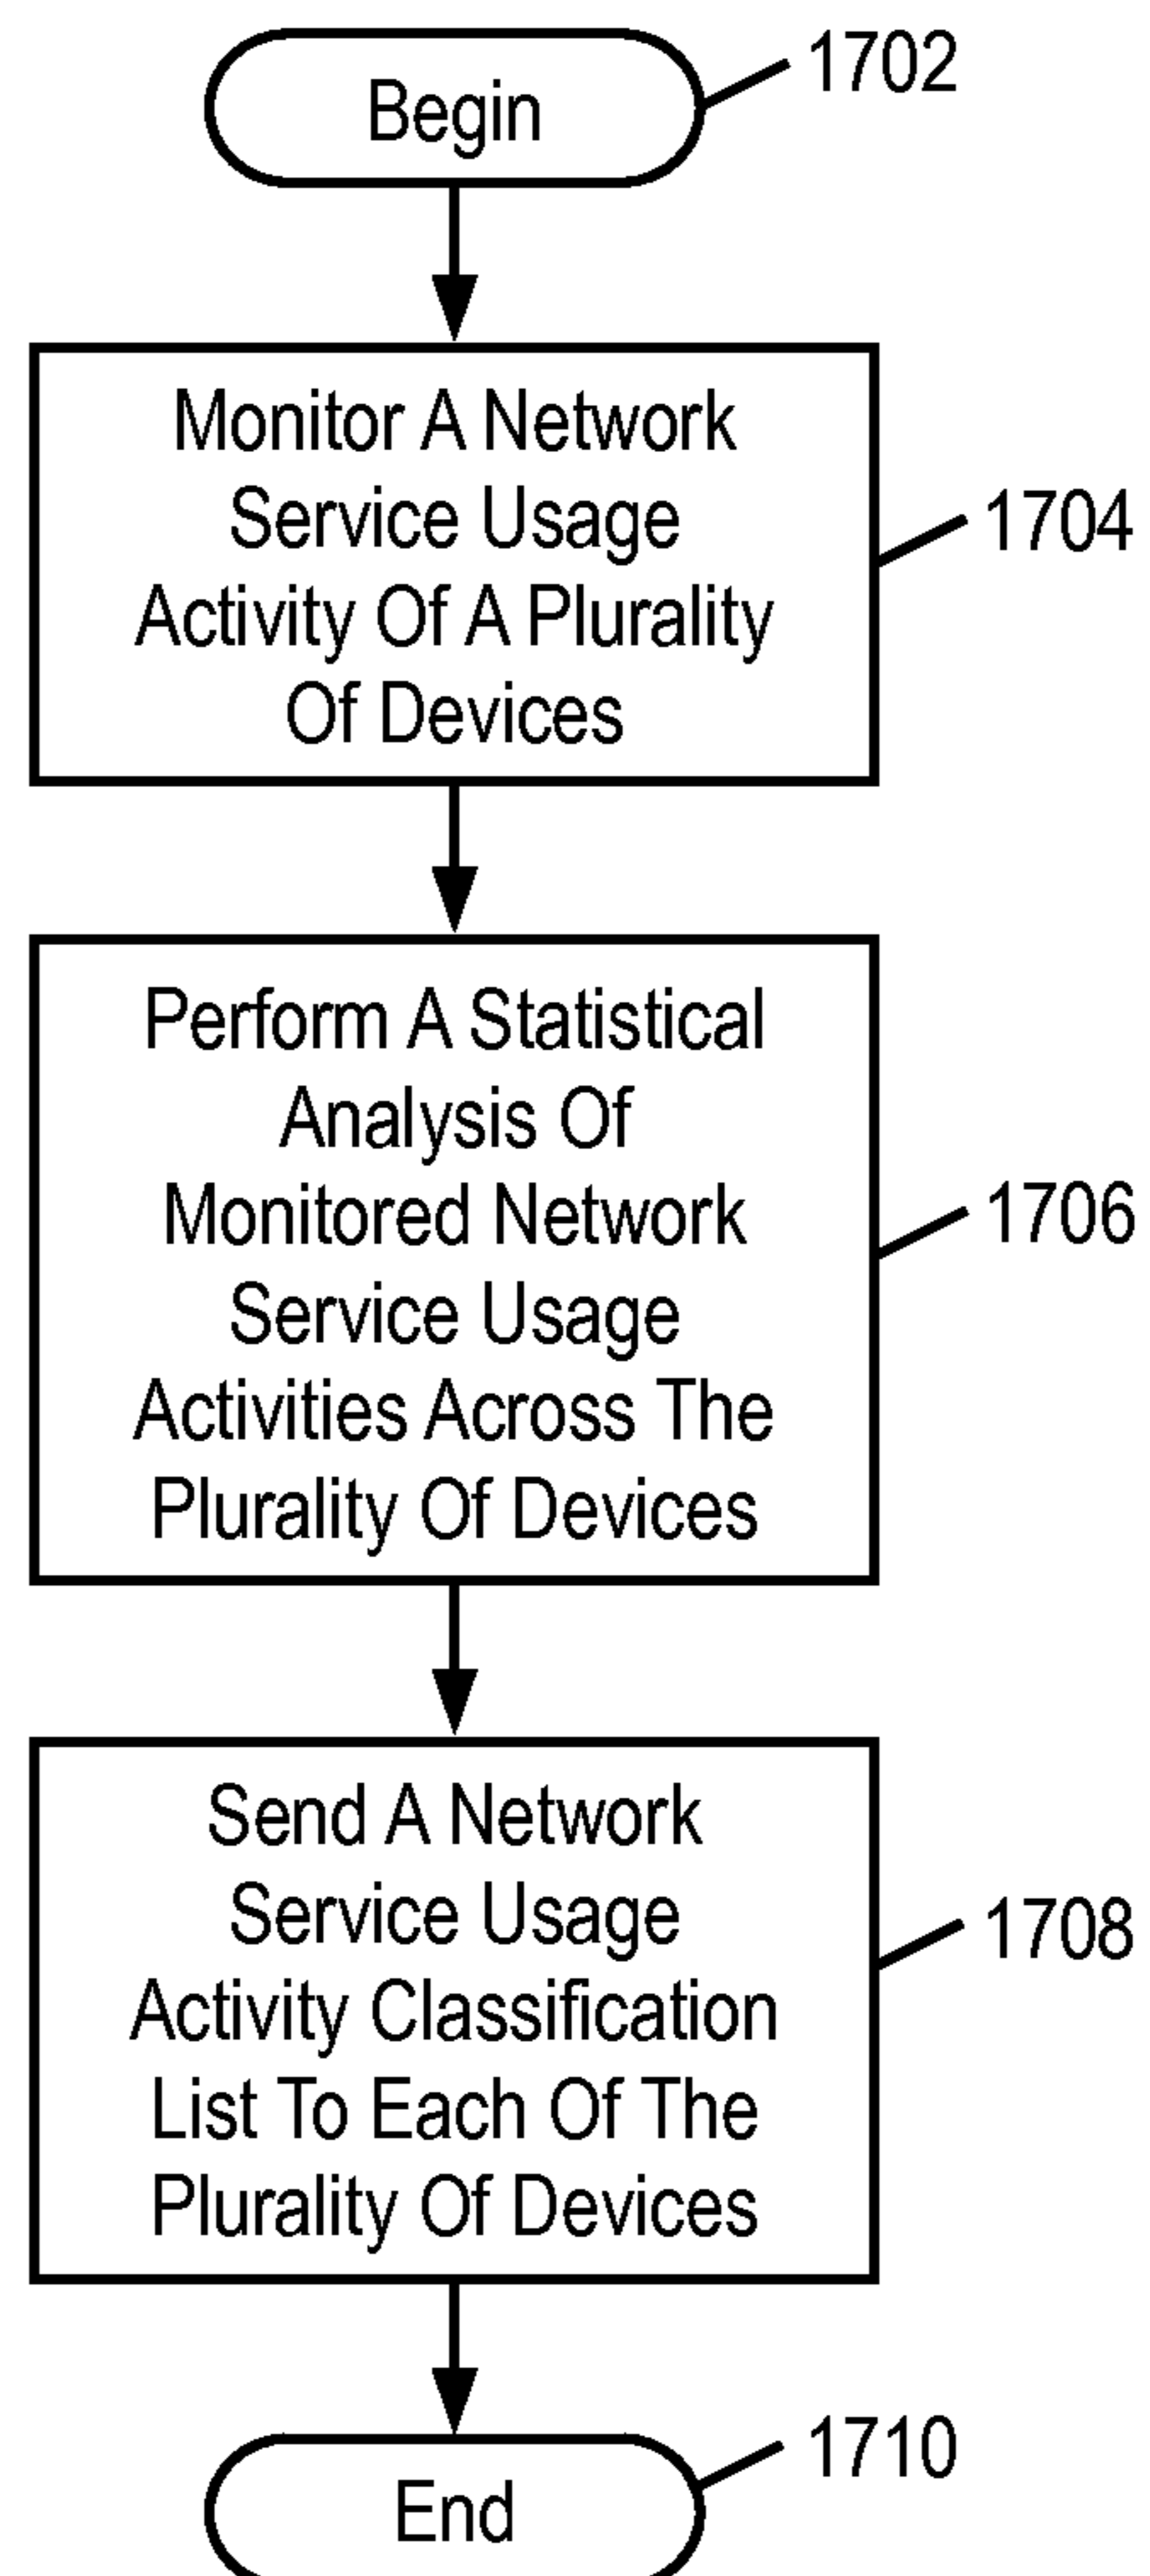 Begin
1702
Monitor A Network
Service Usage
Activity Of A Plurality
Of Devices
1704
Perform A Statistical
Analysis Of
Monitored Network
Service Usage
Activities Across The
Plurality Of Devices
1706
Send A Network
Service Usage
Activity Classification
List To Each Of The
Plurality Of Devices
1708
End
1710